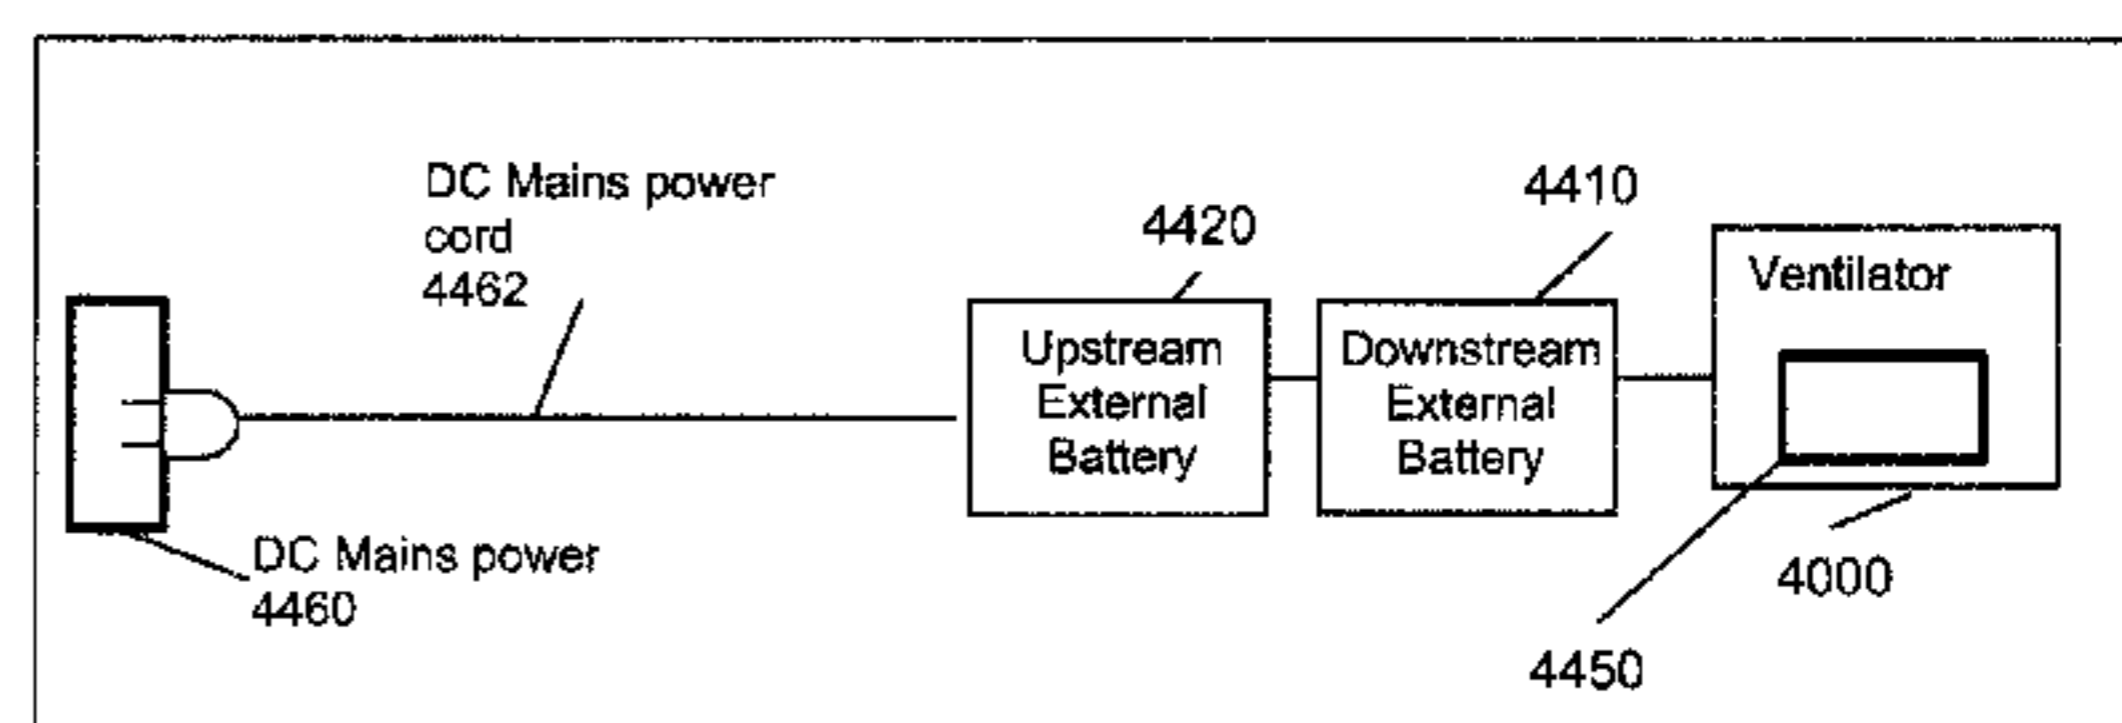 DC Mains power
cord
4462
4420
4410
Ventilator
Upstream
External
Battery
Downstream
External
Battery
DC Mains power
4460
4000
4450